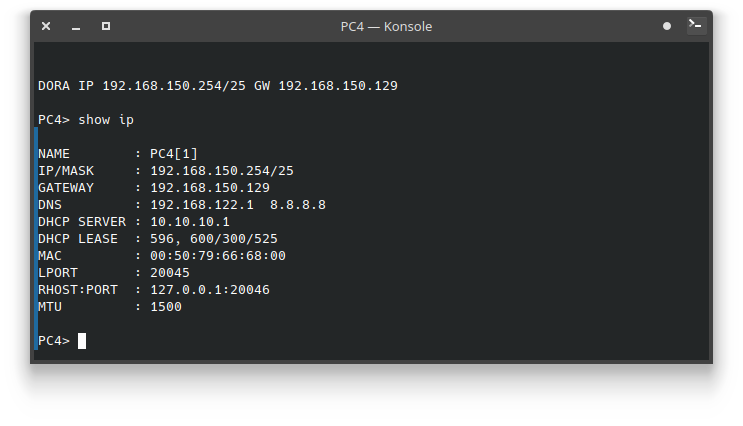 PC4 — Konsole
DORA IP 192.168.150.254/25 GW 192.168.150.129
PC4> show ip
NAME        : PC4[1]
IP/MASK     : 192.168.150.254/25
GATEWAY     : 192.168.150.129
DNS         : 192.168.122.1  8.8.8.8
DHCP SERVER : 10.10.10.1
DHCP LEASE  : 596, 600/300/525
MAC         : 00:50:79:66:68:00
LPORT       : 20045
RHOST:PORT  : 127.0.0.1:20046
MTU         : 1500
PC4>